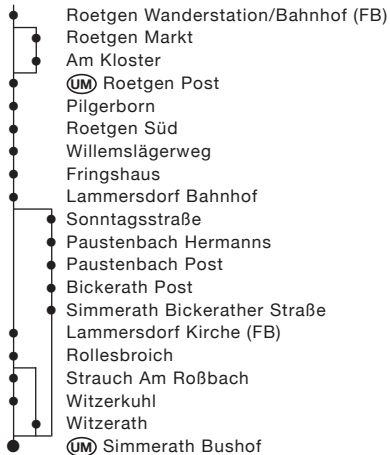 Roetgen Wanderstation/Bahnhof (FB)
Roetgen Markt
Am Kloster
UM Roetgen Post
Pilgerborn
Roetgen Süd
Willemslägerweg
Fringshaus
Lammersdorf Bahnhof
Sonntagsstraße
Paustenbach Hermanns
Paustenbach Post
Bickerath Post
Simmerath Bickerather Straße
Lammersdorf Kirche (FB)
Rollesbroich
Strauch Am Roßbach
Witzerkuhl
Witzerath
UM Simmerath Bushof